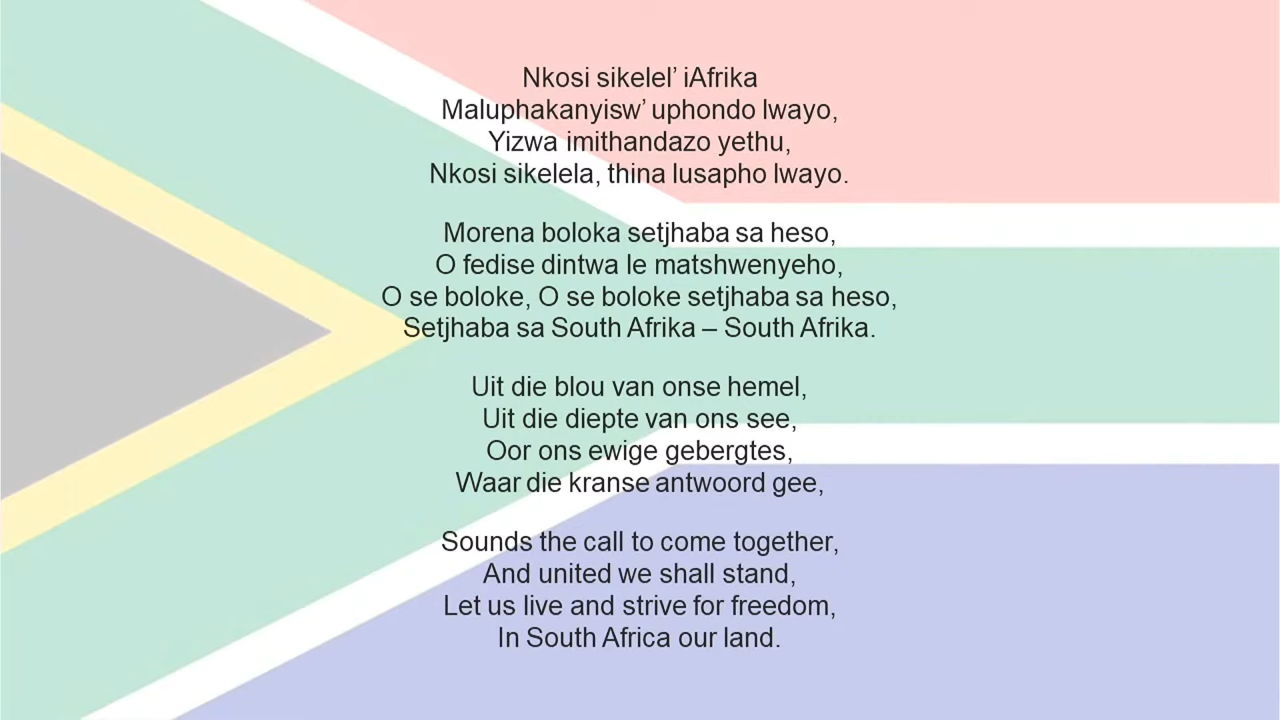 Nkosi sikelel’ iAfrika
Maluphakanyisw’ uphondo lwayo,
Yizwa imithandazo yethu,
Nkosi sikelela, thina lusapho lwayo.
Morena boloka setjhaba sa heso,
O fedise dintwa le matshwenyeho,
O se boloke, O se boloke setjhaba sa heso,
Setjhaba sa South Afrika – South Afrika.
Uit die blou van onse hemel,
Uit die diepte van ons see,
Oor ons ewige gebergtes,
Waar die kranse antwoord gee,
Sounds the call to come together,
And united we shall stand,
Let us live and strive for freedom,
In South Africa our land.